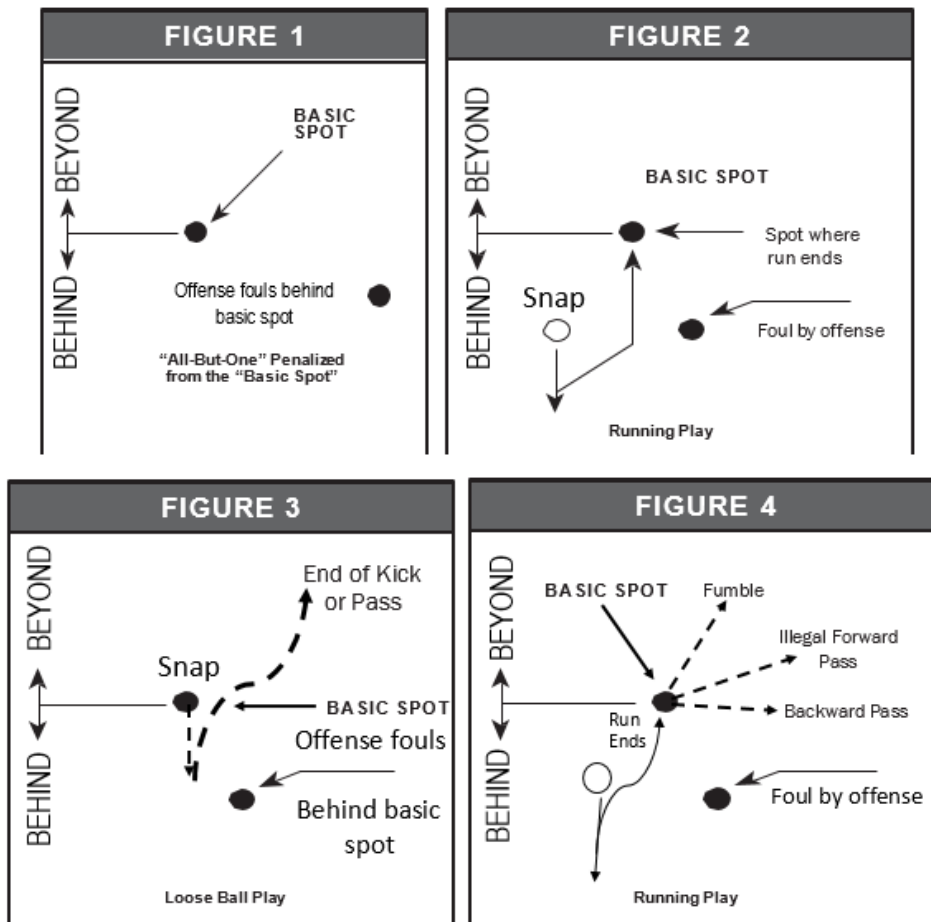 FIGURE 1
BASIC
SPOT
BEYOND
BEHIND
Offense fouls behind
basic spot
“All-But-One” Penalized
from the “Basic Spot”
FIGURE 2
BASIC SPOT
BEYOND
BEHIND
Spot where
run ends
Snap
Foul by offense
Running Play
FIGURE 3
BEYOND
BEHIND
End of Kick
or Pass
Snap
BASIC SPOT
Offense fouls
Behind basic
spot
Loose Ball Play
FIGURE 4
BEYOND
BEHIND
BASIC SPOT
Fumble
Illegal Forward
Pass
Backward Pass
Run
Ends
Foul by offense
Running Play